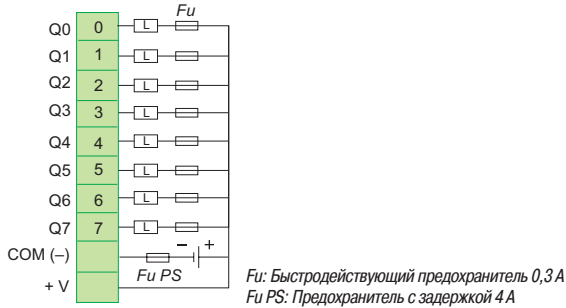 Fu
Q0 0 L
Q1 1 L
Q2 2 L
Q3 3 L
Q4 4 L
Q5 5 L
Q6 6 L
Q7 7 L
COM (–) – +
Fu PS
+ V
Fu: Быстродействующий предохранитель 0,3 А
Fu PS: Предохранитель с задержкой 4 А